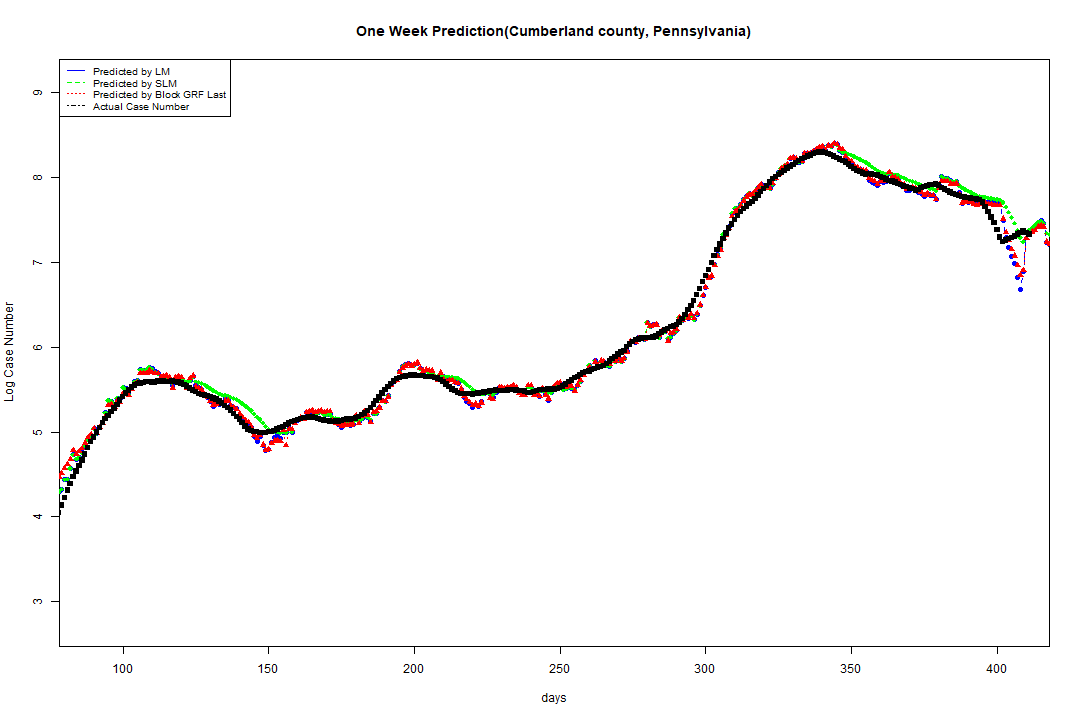 One Week Prediction(Cumberland county, Pennsylvania)
Predicted by LM
Predicted by SLM
Predicted by Block GRF Last
Actual Case Number
9
8
7
6
5
4
3
Log Case Number
100 150 200 250 300 350 400
days